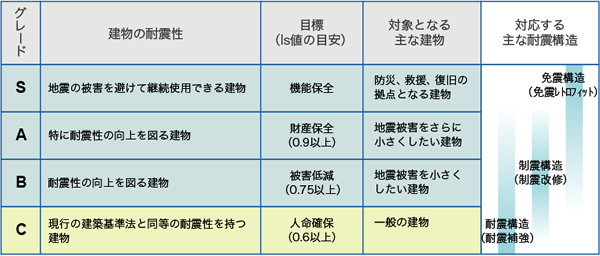 グレード
建物の耐震性
目標
(Is値の目安)
対象となる
主な建物
対応する
主な耐震構造
S
地震の被害を避けて継続使用できる建物
機能保全
防災、救援、復旧の
拠点となる建物
免震構造
(免震ﾚﾄﾛﾌｨｯﾄ)
A
特に耐震性の向上を図る建物
財産保全
(0.9以上)
地震被害をさらに
小さくしたい建物
B
耐震性の向上を図る建物
被害低減
(0.75以上)
地震被害を小さく
したい建物
制震構造
(制震改修)
C
現行の建築基準法と同等の耐震性を持つ
建物
人命確保
(0.6以上)
一般の建物
耐震構造
(耐震補強)